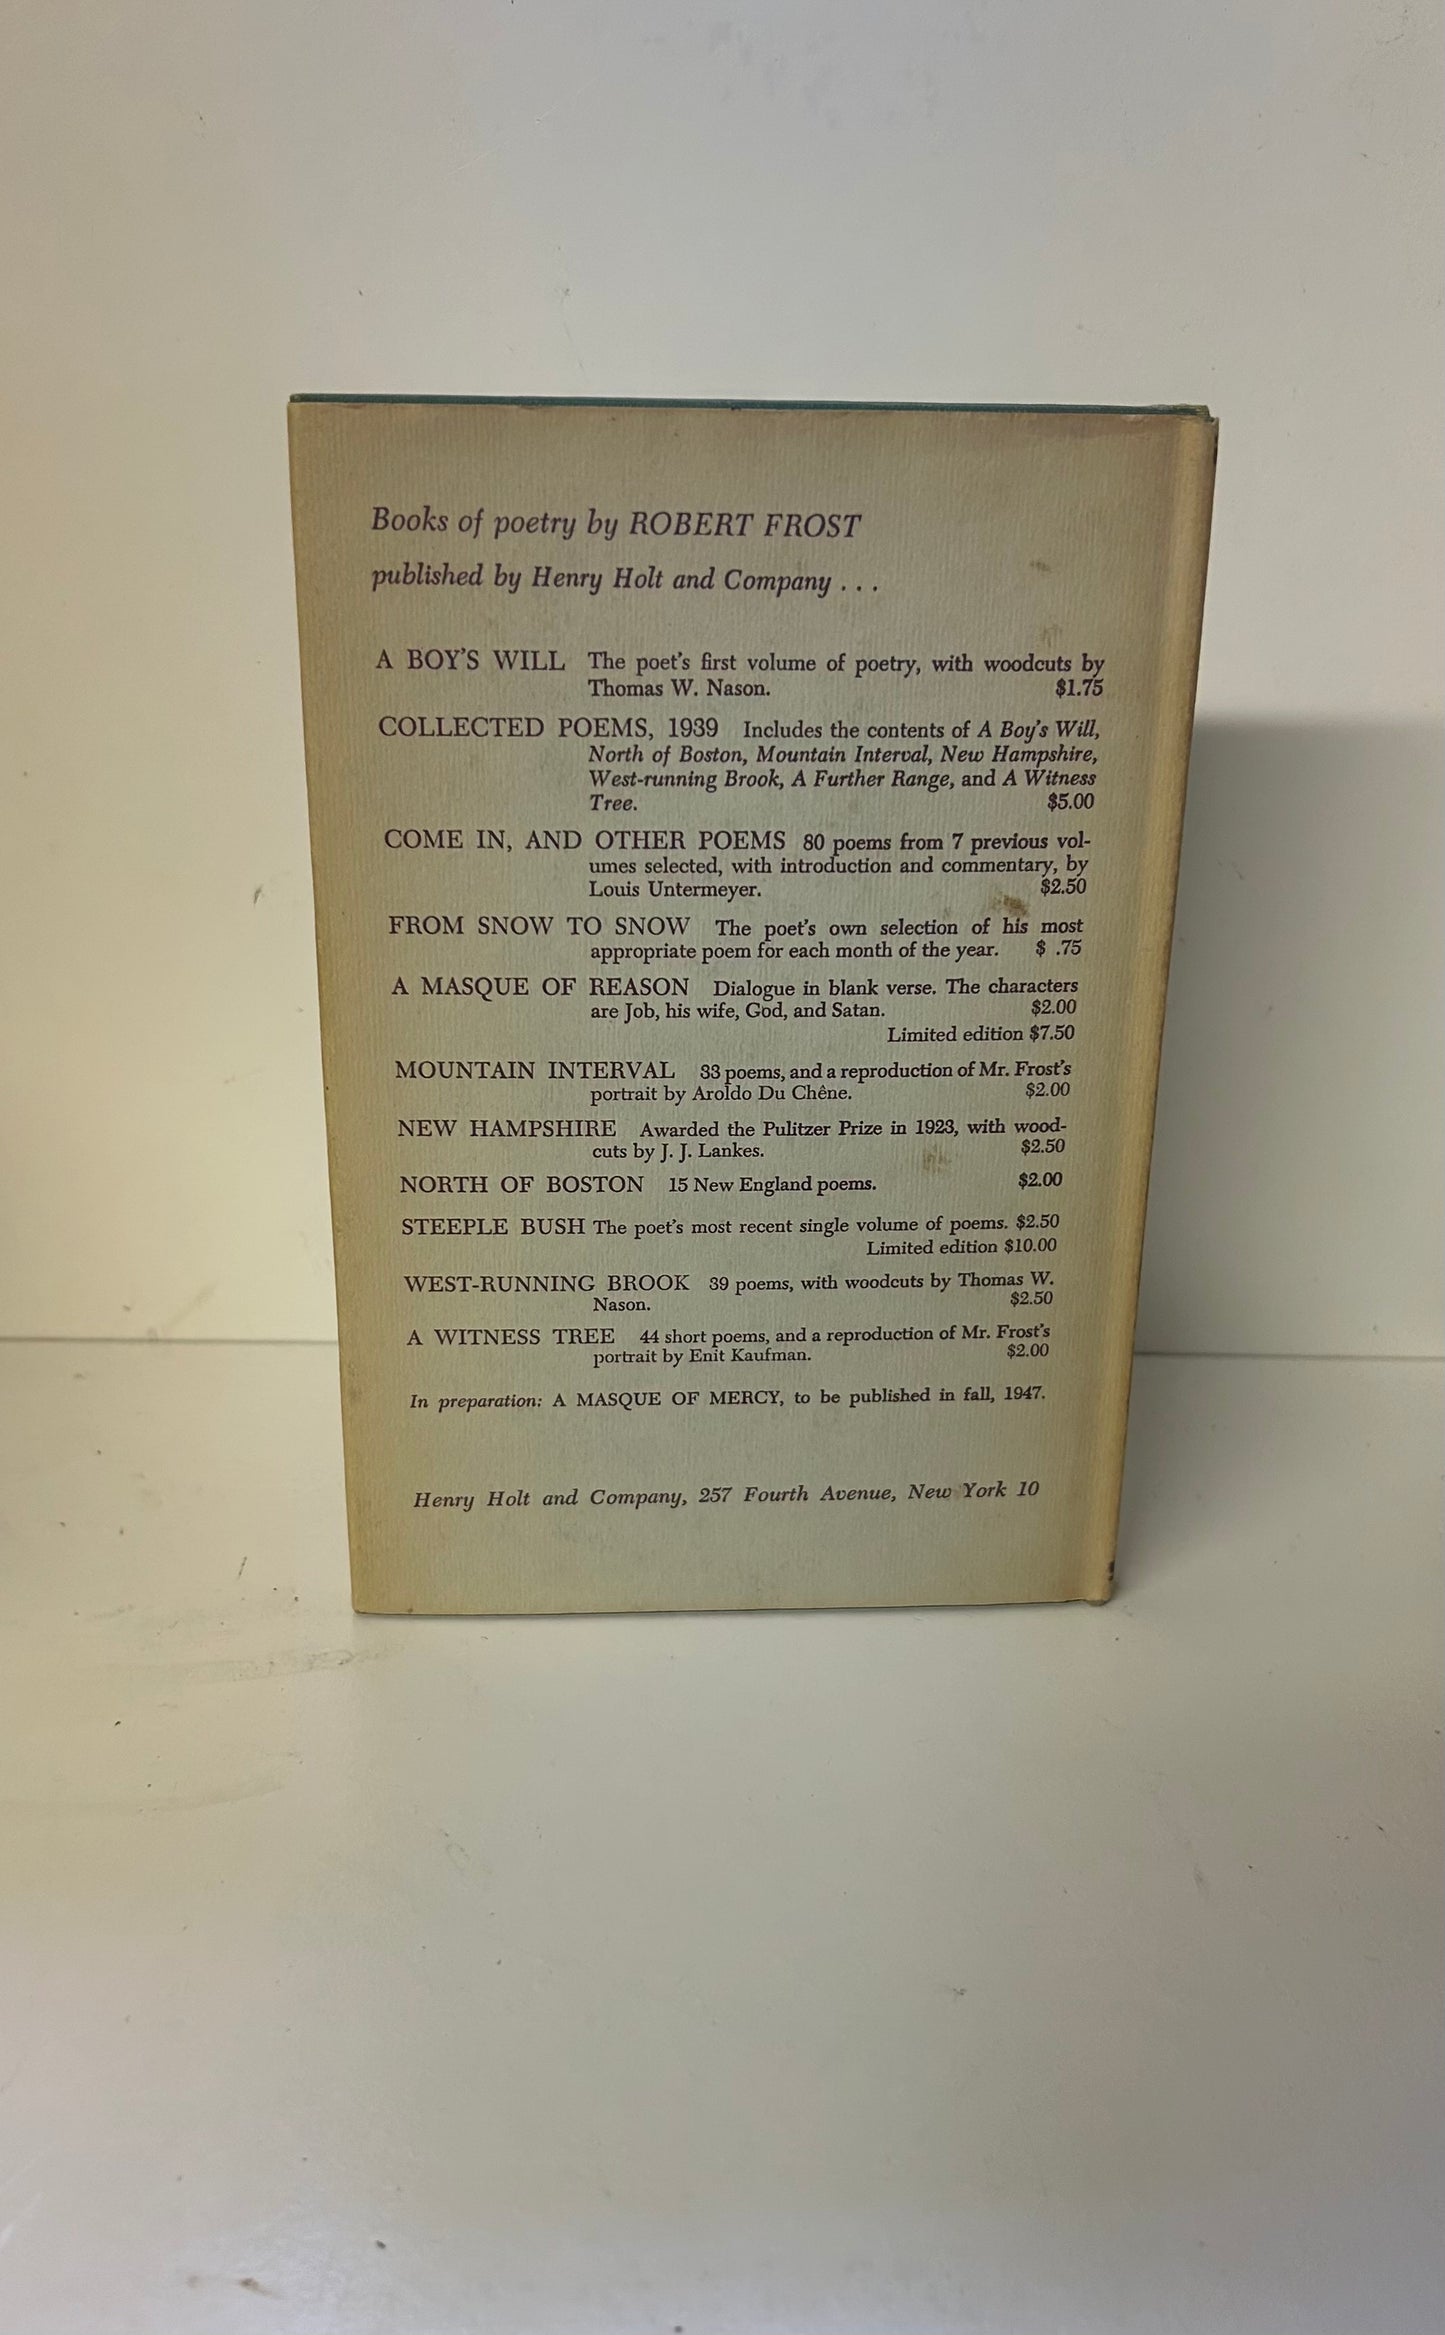 Books of poetry by ROBERT FROST
published by Henry Holt and Company . . .
A BOY'S WILL The poet's first volume of poetry, with woodcuts by
Thomas W. Nason. $1.75
COLLECTED POEMS, 1939 Includes the contents of A Boy's Will,
North of Boston, Mountain Interval, New Hampshire,
West-running Brook, A Further Range, and A Witness
Tree. $5.00
COME IN, AND OTHER POEMS 80 poems from 7 previous vol-
umes selected, with introduction and commentary, by
Louis Untermeyer. $2.50
FROM SNOW TO SNOW The poet's own selection of his most
appropriate poem for each month of the year. $ .75
A MASQUE OF REASON Dialogue in blank verse. The characters
are Job, his wife, God, and Satan. $2.00
Limited edition $7.50
MOUNTAIN INTERVAL 33 poems, and a reproduction of Mr. Frost's
portrait by Aroldo Du Chêne. $2.00
NEW HAMPSHIRE Awarded the Pulitzer Prize in 1923, with wood-
cuts by J. J. Lankes. $2.50
NORTH OF BOSTON 15 New England poems. $2.00
STEEPLE BUSH The poet's most recent single volume of poems. $2.50
Limited edition $10.00
WEST-RUNNING BROOK 39 poems, with woodcuts by Thomas W.
Nason. $2.50
A WITNESS TREE 44 short poems, and a reproduction of Mr. Frost's
portrait by Enit Kaufman. $2.00
In preparation: A MASQUE OF MERCY, to be published in fall, 1947.
Henry Holt and Company, 257 Fourth Avenue, New York 10